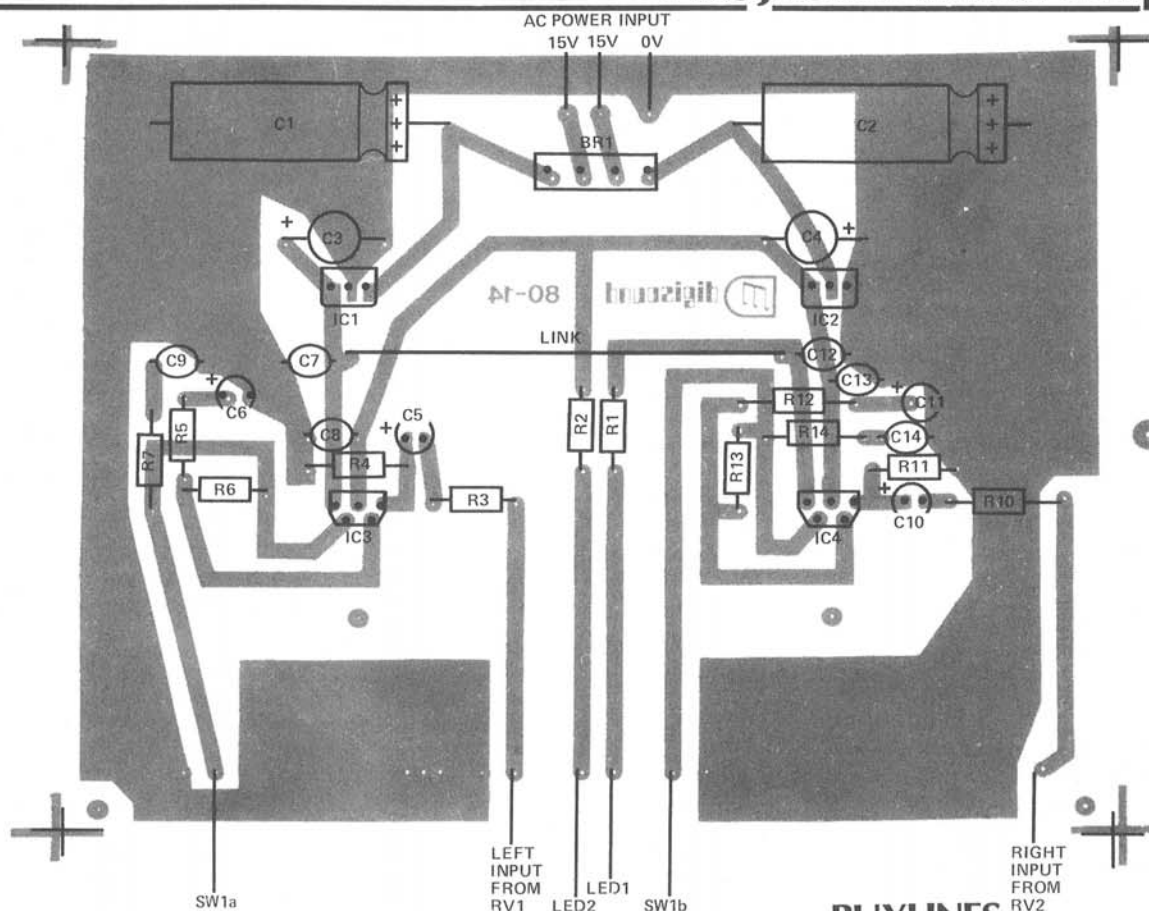 AC POWER INPUT
15V 15V 0V
C1
+
+
+
BR1
C2
+
+
+
+
C3
C4
+
IC1
80-14
digisound
IC2
LINK
C9
C7
C12
C13
+
C6
R5
R12
+
C11
R2
R1
C8
+
C5
R14
C14
R7
R4
R13
R11
R6
R3
+
R10
IC3
IC4
C10
SW1a
LEFT
INPUT
FROM
RV1
LED2
LED1
SW1b
RIGHT
INPUT
FROM
RV2